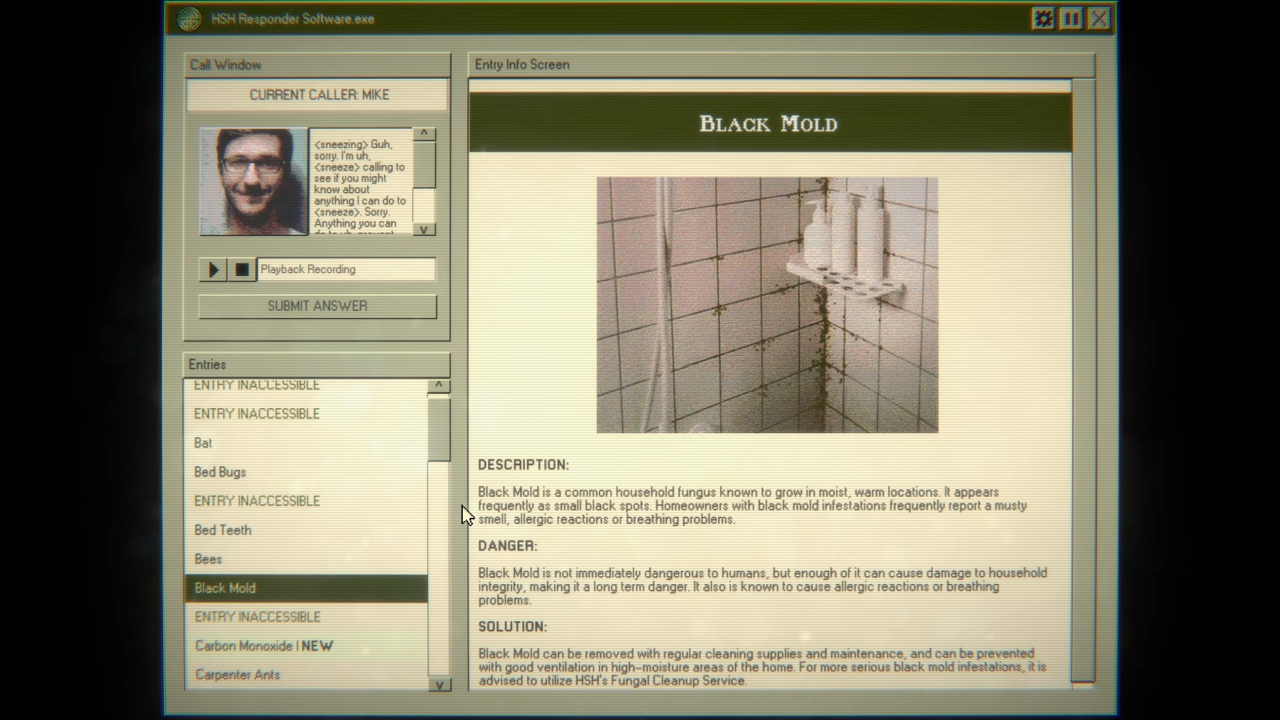 HSH Responder Software.exe
Call Window
CURRENT CALLER: MIKE
<sneezing> Guh,
sorry. I'm uh,
<sneeze> calling to
see if you might
know about
anything I can do to
<sneeze>. Sorry.
Anything you can
Playback Recording
SUBMIT ANSWER
Entries
ENTRY INACCESSIBLE
ENTRY INACCESSIBLE
Bat
Bed Bugs
ENTRY INACCESSIBLE
Bed Teeth
Bees
Black Mold
ENTRY INACCESSIBLE
Carbon Monoxide | NEW
Carpenter Ants
Entry Info Screen
BLACK MOLD
DESCRIPTION:
Black Mold is a common household fungus known to grow in moist, warm locations. It appears
frequently as small black spots. Homeowners with black mold infestations frequently report a musty
smell, allergic reactions or breathing problems.
DANGER:
Black Mold is not immediately dangerous to humans, but enough of it can cause damage to household
integrity, making it a long term danger. It also is known to cause allergic reactions or breathing
problems.
SOLUTION:
Black Mold can be removed with regular cleaning supplies and maintenance, and can be prevented
with good ventilation in high-moisture areas of the home. For more serious black mold infestations, it is
advised to utilize HSH's Fungal Cleanup Service.